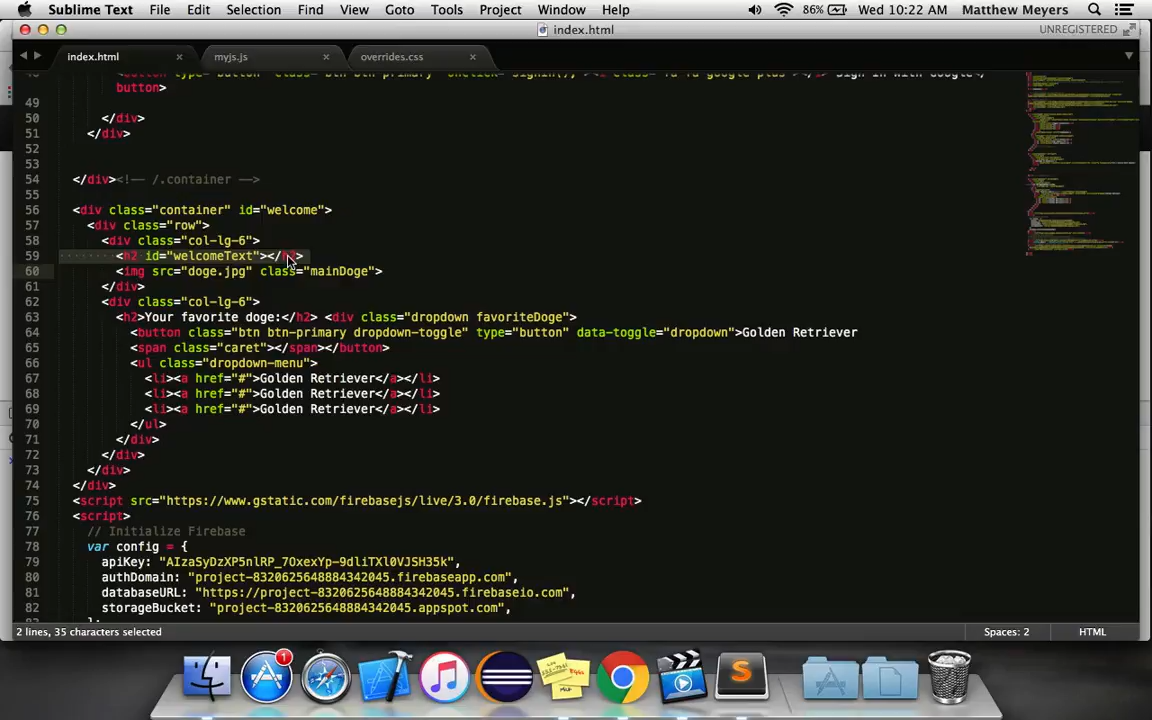 Sublime Text File Edit Selection Find View Goto Tools Project Window Help 86% Wed 10:22 AM Matthew Meyers
index.html UNREGISTERED
index.html myjs.js overrides.css
button>
49
50 </div>
51 </div>
52
53
54 </div><!-- /.container -->
55
56 <div class="container" id="welcome">
57 <div class="row">
58 <div class="col-lg-6">
59 <h2 id="welcomeText"></h2>
60 <img src="doge.jpg" class="mainDoge">
61 </div>
62 <div class="col-lg-6">
63 <h2>Your favorite doge:</h2> <div class="dropdown favoriteDoge">
64 <button class="btn btn-primary dropdown-toggle" type="button" data-toggle="dropdown">Golden Retriever
65 <span class="caret"></span></button>
66 <ul class="dropdown-menu">
67 <li><a href="#">Golden Retriever</a></li>
68 <li><a href="#">Golden Retriever</a></li>
69 <li><a href="#">Golden Retriever</a></li>
70 </ul>
71 </div>
72 </div>
73 </div>
74 </div>
75 <script src="https://www.gstatic.com/firebasejs/live/3.0/firebase.js"></script>
76 <script>
77 // Initialize Firebase
78 var config = {
79 apiKey: "AIzaSyDzXP5nlRP_7OxexYp-9dliTXl0VJSH35k",
80 authDomain: "project-8320625648884342045.firebaseapp.com",
81 databaseURL: "https://project-8320625648884342045.firebaseio.com",
82 storageBucket: "project-8320625648884342045.appspot.com",
2 lines, 35 characters selected Spaces: 2 HTML
1